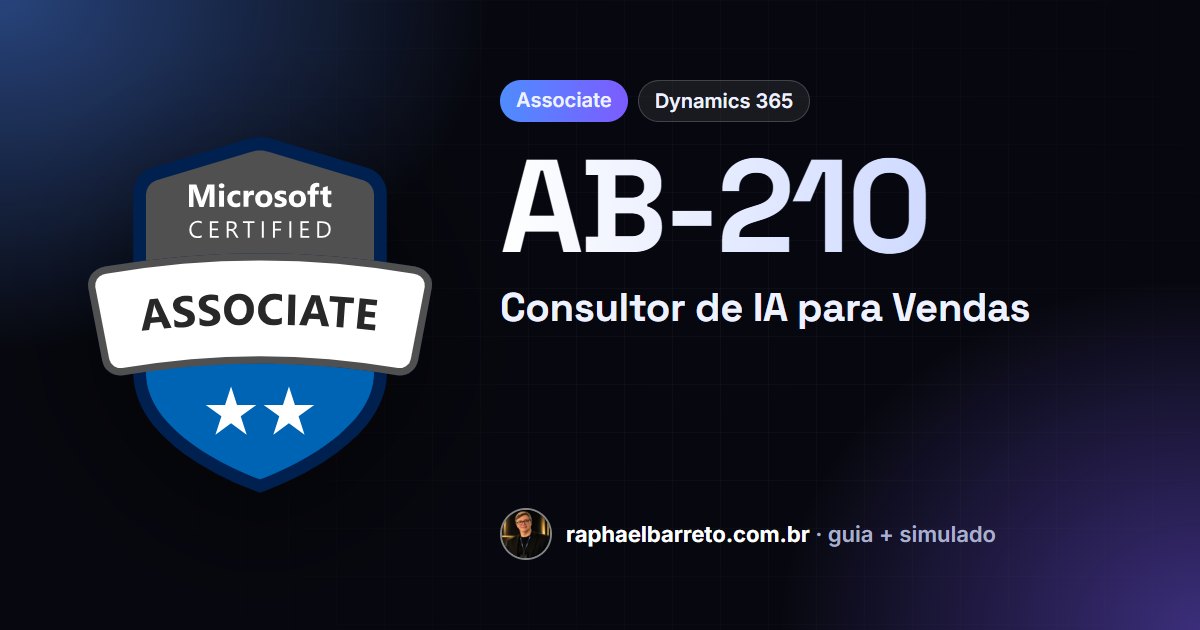 Microsoft
CERTIFIED
ASSOCIATE
Associate
Dynamics 365
AB-210
Consultor de IA para Vendas
raphaelbarreto.com.br · guia + simulado